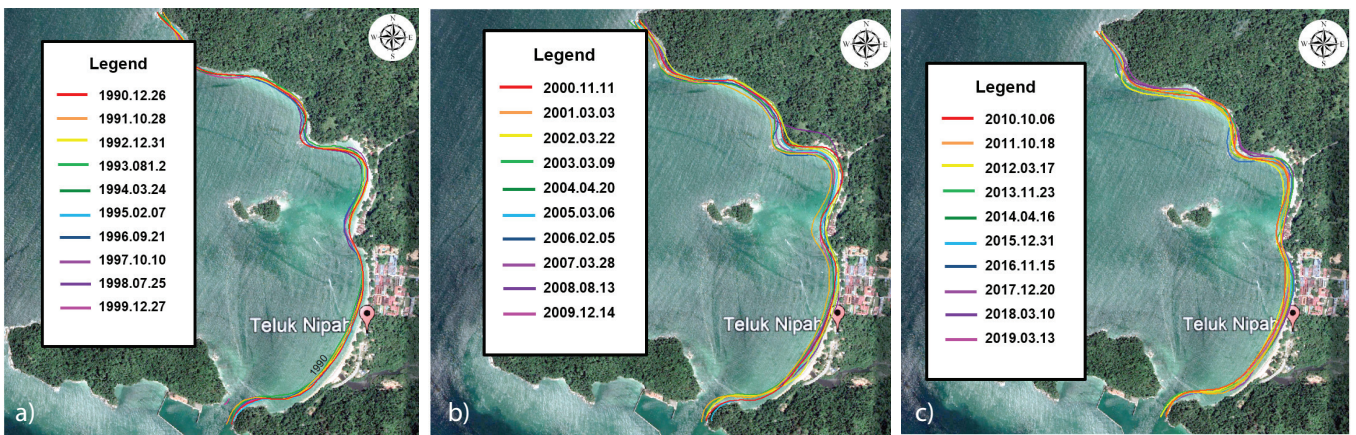 N
W E
S
Legend
1990.12.26
1991.10.28
1992.12.31
1993.081.2
1994.03.24
1995.02.07
1996.09.21
1997.10.10
1998.07.25
1999.12.27
Teluk Nipah
1990
a)
N
W E
S
Legend
2000.11.11
2001.03.03
2002.03.22
2003.03.09
2004.04.20
2005.03.06
2006.02.05
2007.03.28
2008.08.13
2009.12.14
Teluk Nipah
b)
N
W E
S
Legend
2010.10.06
2011.10.18
2012.03.17
2013.11.23
2014.04.16
2015.12.31
2016.11.15
2017.12.20
2018.03.10
2019.03.13
Teluk Nipah
c)